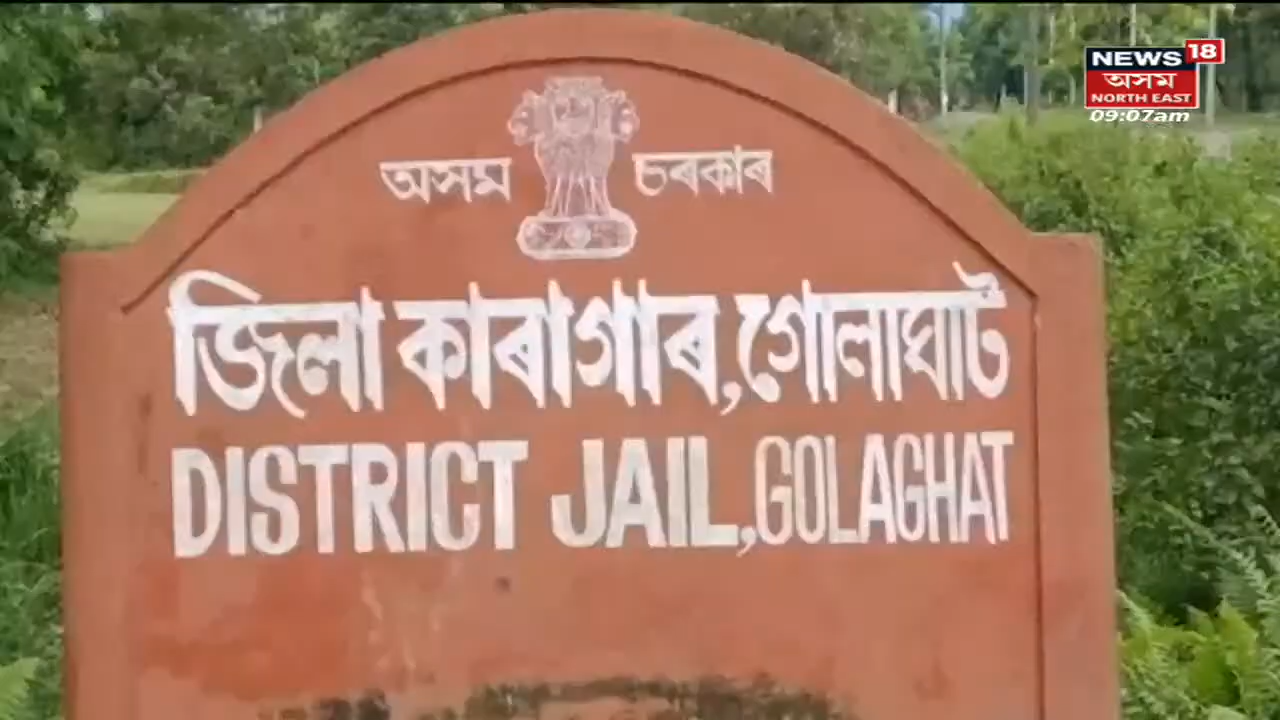 NEWS 18
অসম
NORTH EAST
09:07am
অসম চৰকাৰ
জিলা কাৰাগাৰ, গোলাঘাট
DISTRICT JAIL, GOLAGHAT